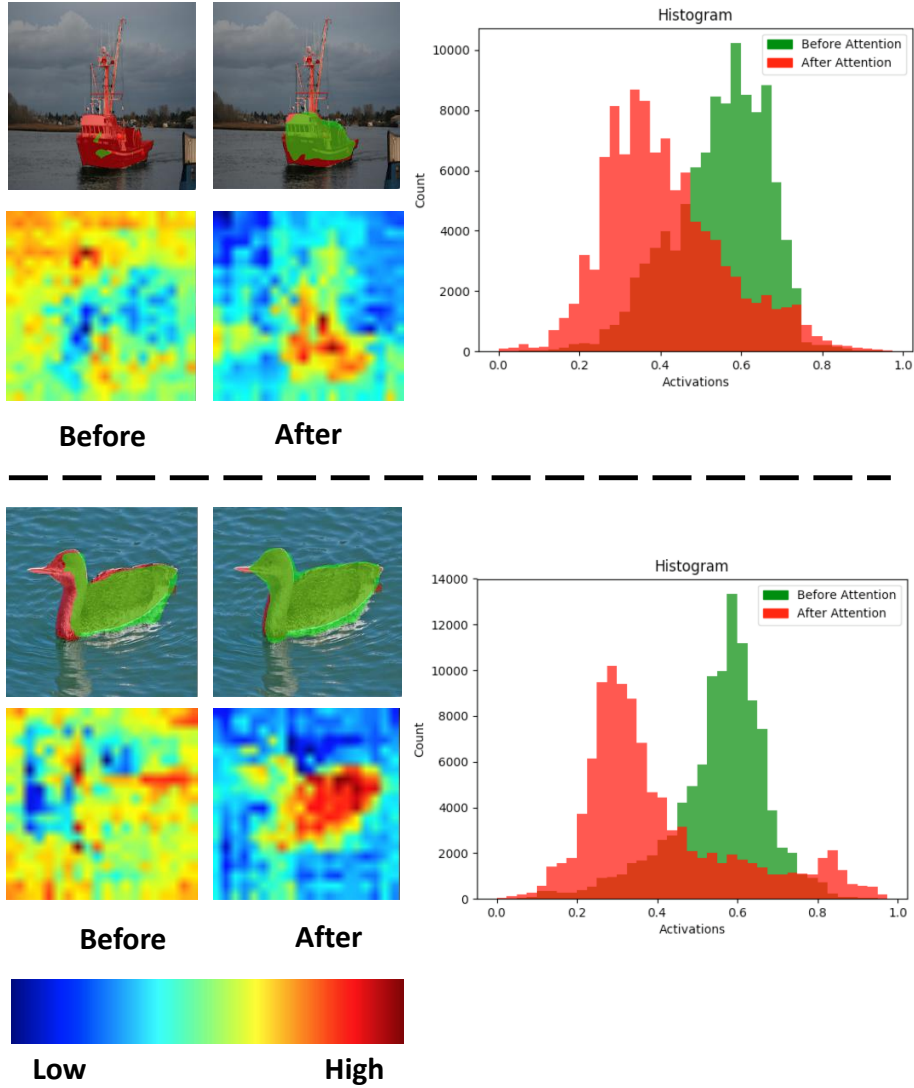 Histogram
Before Attention
After Attention
10000
8000
6000
4000
2000
0
Count
0.0 0.2 0.4 0.6 0.8 1.0
Activations
Before After
Histogram
Before Attention
After Attention
14000
12000
10000
8000
6000
4000
2000
0
Count
0.0 0.2 0.4 0.6 0.8 1.0
Activations
Before After
Low High